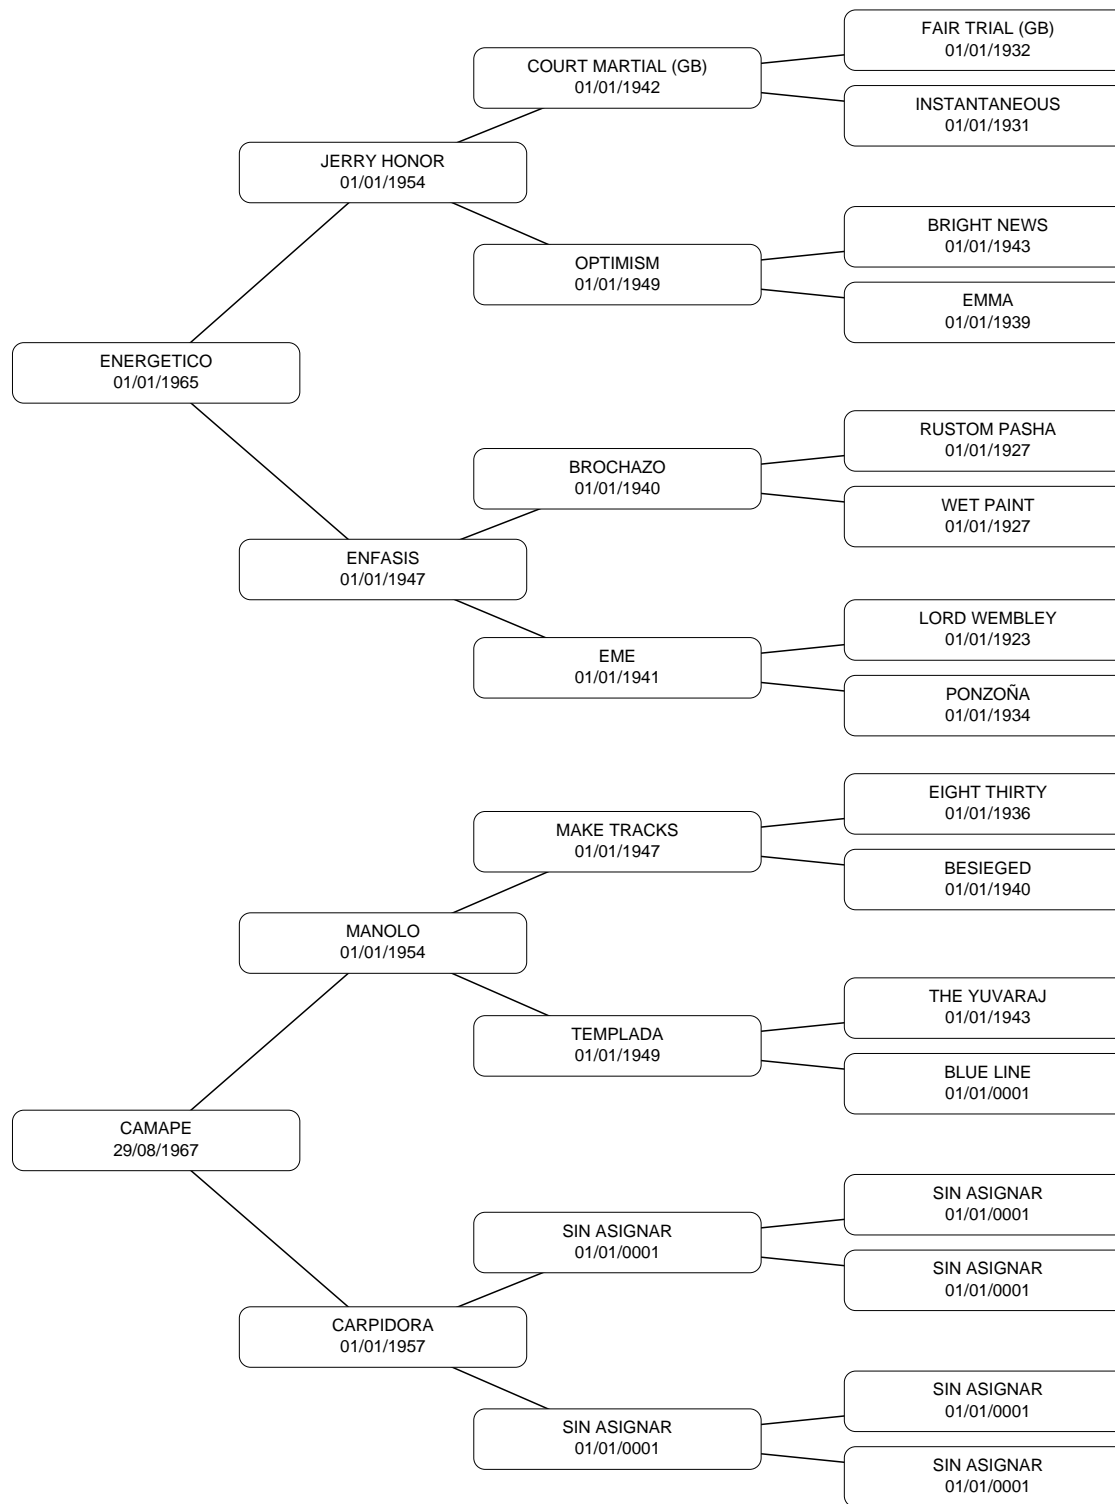 FAIR TRIAL (GB)
01/01/1932
COURT MARTIAL (GB)
01/01/1942
INSTANTANEOUS
01/01/1931
JERRY HONOR
01/01/1954
BRIGHT NEWS
01/01/1943
OPTIMISM
01/01/1949
EMMA
01/01/1939
ENERGETICO
01/01/1965
RUSTOM PASHA
01/01/1927
BROCHAZO
01/01/1940
WET PAINT
01/01/1927
ENFASIS
01/01/1947
LORD WEMBLEY
01/01/1923
EME
01/01/1941
PONZOÑA
01/01/1934
EIGHT THIRTY
01/01/1936
MAKE TRACKS
01/01/1947
BESIEGED
01/01/1940
MANOLO
01/01/1954
THE YUVARAJ
01/01/1943
TEMPLADA
01/01/1949
BLUE LINE
01/01/0001
CAMAPE
29/08/1967
SIN ASIGNAR
01/01/0001
SIN ASIGNAR
01/01/0001
SIN ASIGNAR
01/01/0001
CARPIDORA
01/01/1957
SIN ASIGNAR
01/01/0001
SIN ASIGNAR
01/01/0001
SIN ASIGNAR
01/01/0001